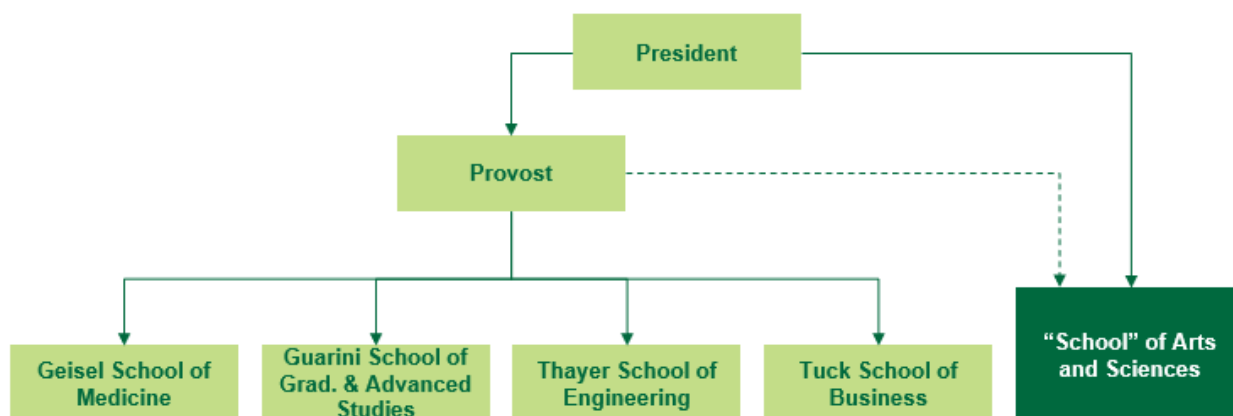 President
Provost
Geisel School of
Medicine
Guarini School of
Grad. & Advanced
Studies
Thayer School of
Engineering
Tuck School of
Business
“School” of Arts
and Sciences